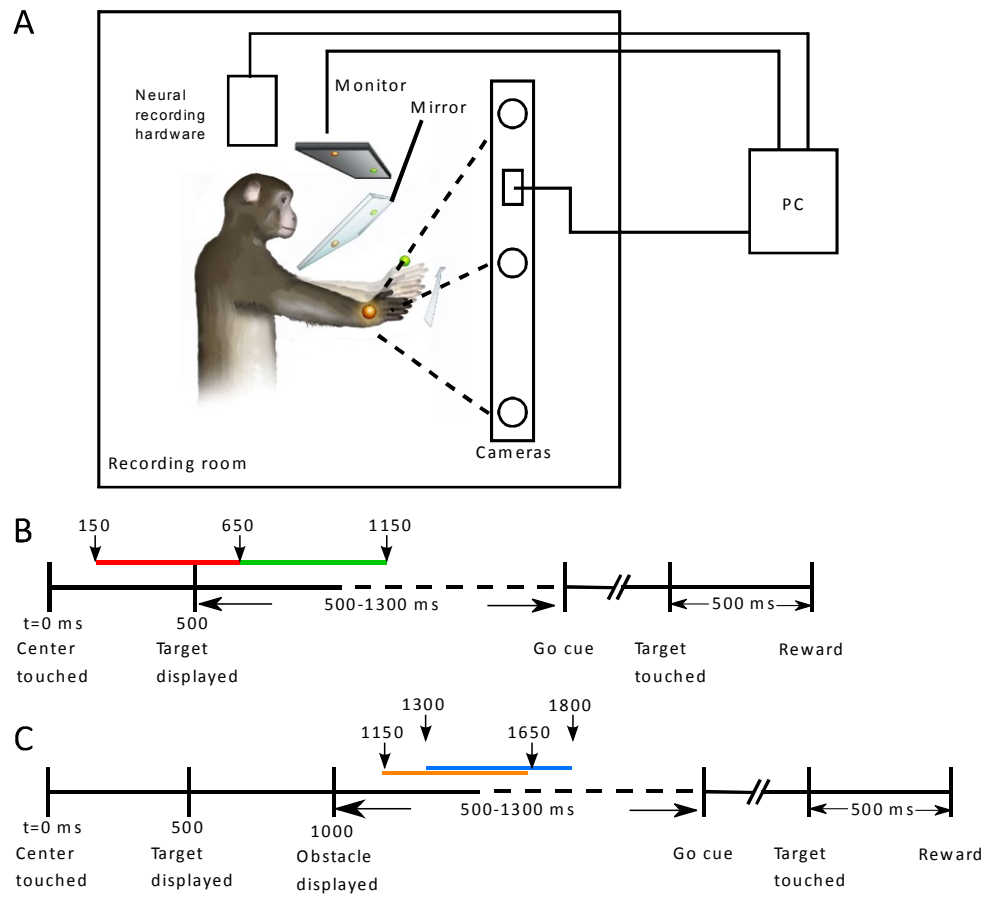 A
Neural
recording
hardware
Monitor
Mirror
PC
Cameras
Recording room
B
150 650 1150
500-1300 ms
500 ms
t=0 ms 500
Center Target Go cue Target Reward
touched displayed touched
C
1300 1800
1150 1650
500-1300 ms
500 ms
t=0 ms 500 1000
Center Target Obstacle Go cue Target Reward
touched displayed displayed touched